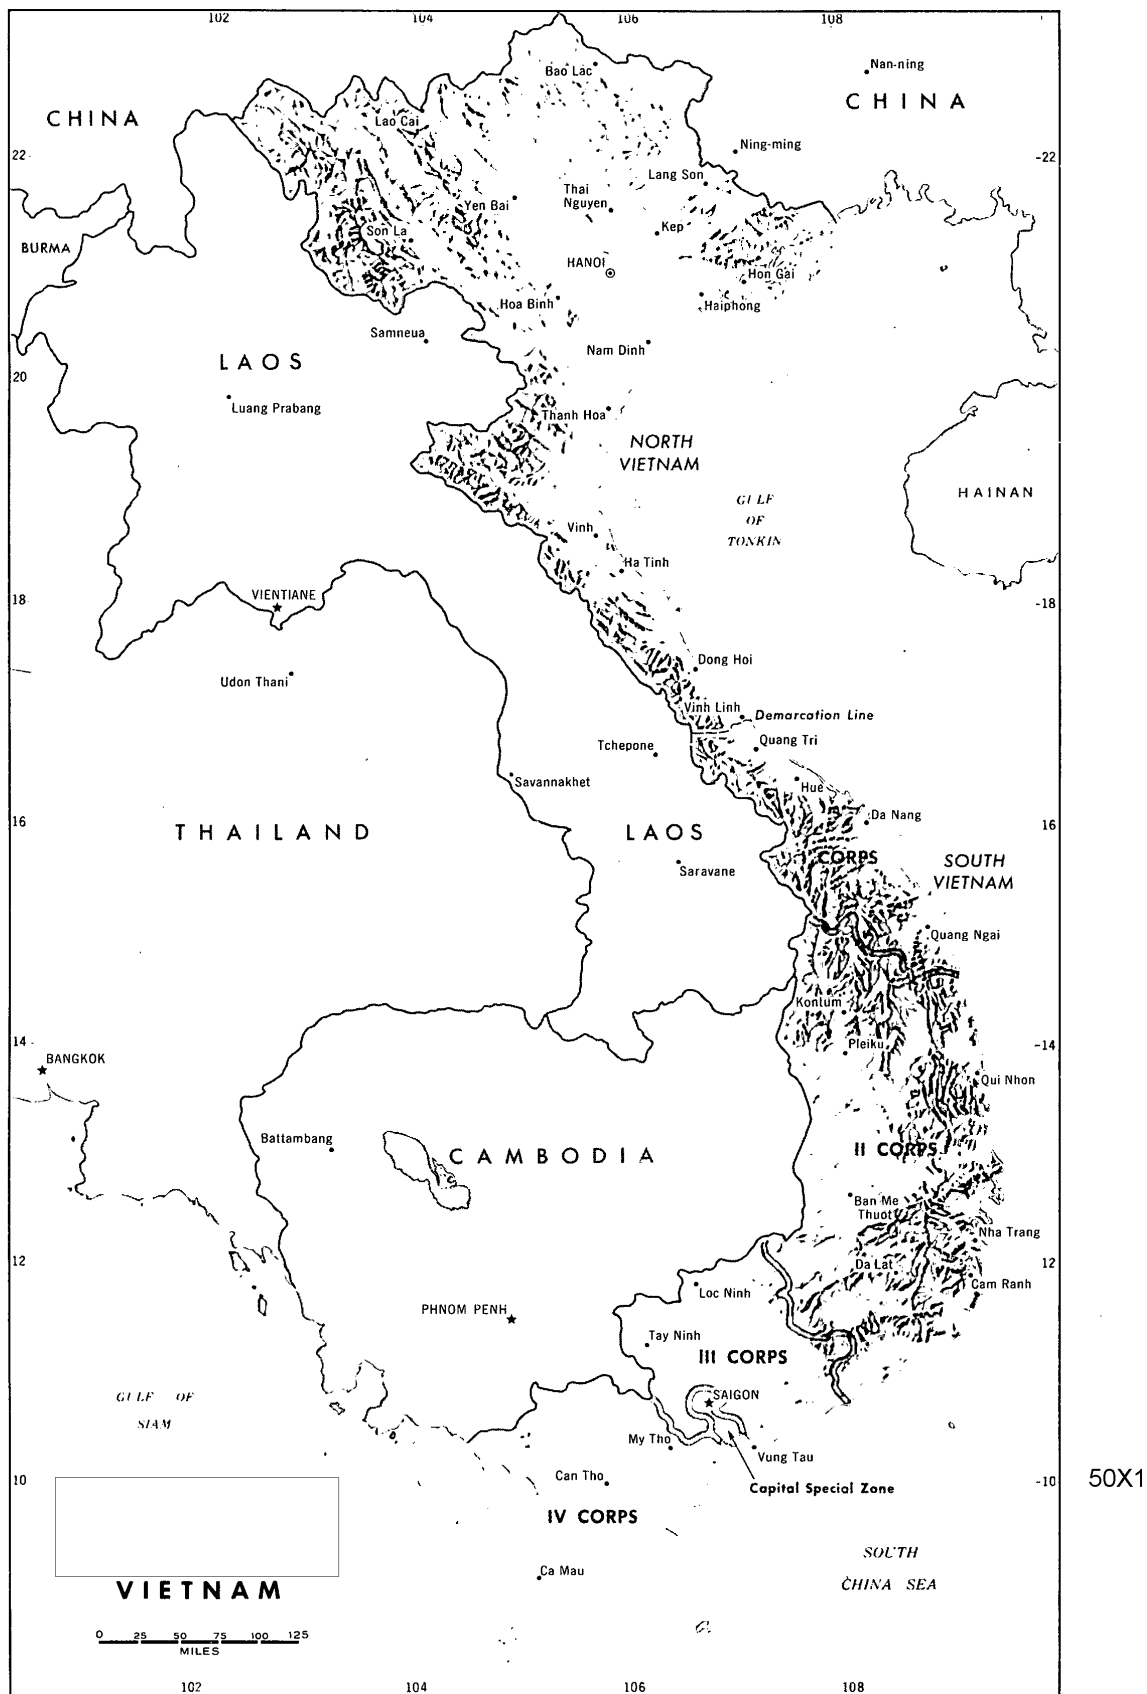 102 104 106 108
Bao Lac
Nan-ning
CHINA
CHINA
Lao Cai
22
Ning-ming
-22
Lang Son
Yen Bai
Thai
Nguyen
Kep
Son La
BURMA
HANOI
Hon Gai
Hoa Binh
Haiphong
Samneua
Nam Dinh
LAOS
20
Luang Prabang
Thanh Hoa
NORTH
VIETNAM
HAINAN
GULF
OF
TONKIN
Vinh
Ha Tinh
VIENTIANE
18
-18
Dong Hoi
Udon Thani
Vinh Linh
Demarcation Line
Quang Tri
Tchepone
Savannakhet
Hue
Da Nang
16
16
THAILAND
LAOS
I CORPS
SOUTH
VIETNAM
Saravane
Quang Ngai
Kontum
14
-14
BANGKOK
Pleiku
Qui Nhon
Battambang
CAMBODIA
II CORPS
Ban Me
Thuot
Nha Trang
12
12
Da Lat
Cam Ranh
Loc Ninh
PHNOM PENH
Tay Ninh
III CORPS
GULF OF
SIAM
SAIGON
My Tho
Vung Tau
Can Tho
10
-10
50X1
Capital Special Zone
IV CORPS
SOUTH
CHINA SEA
Ca Mau
VIETNAM
0 25 50 75 100 125
MILES
102 104 106 108